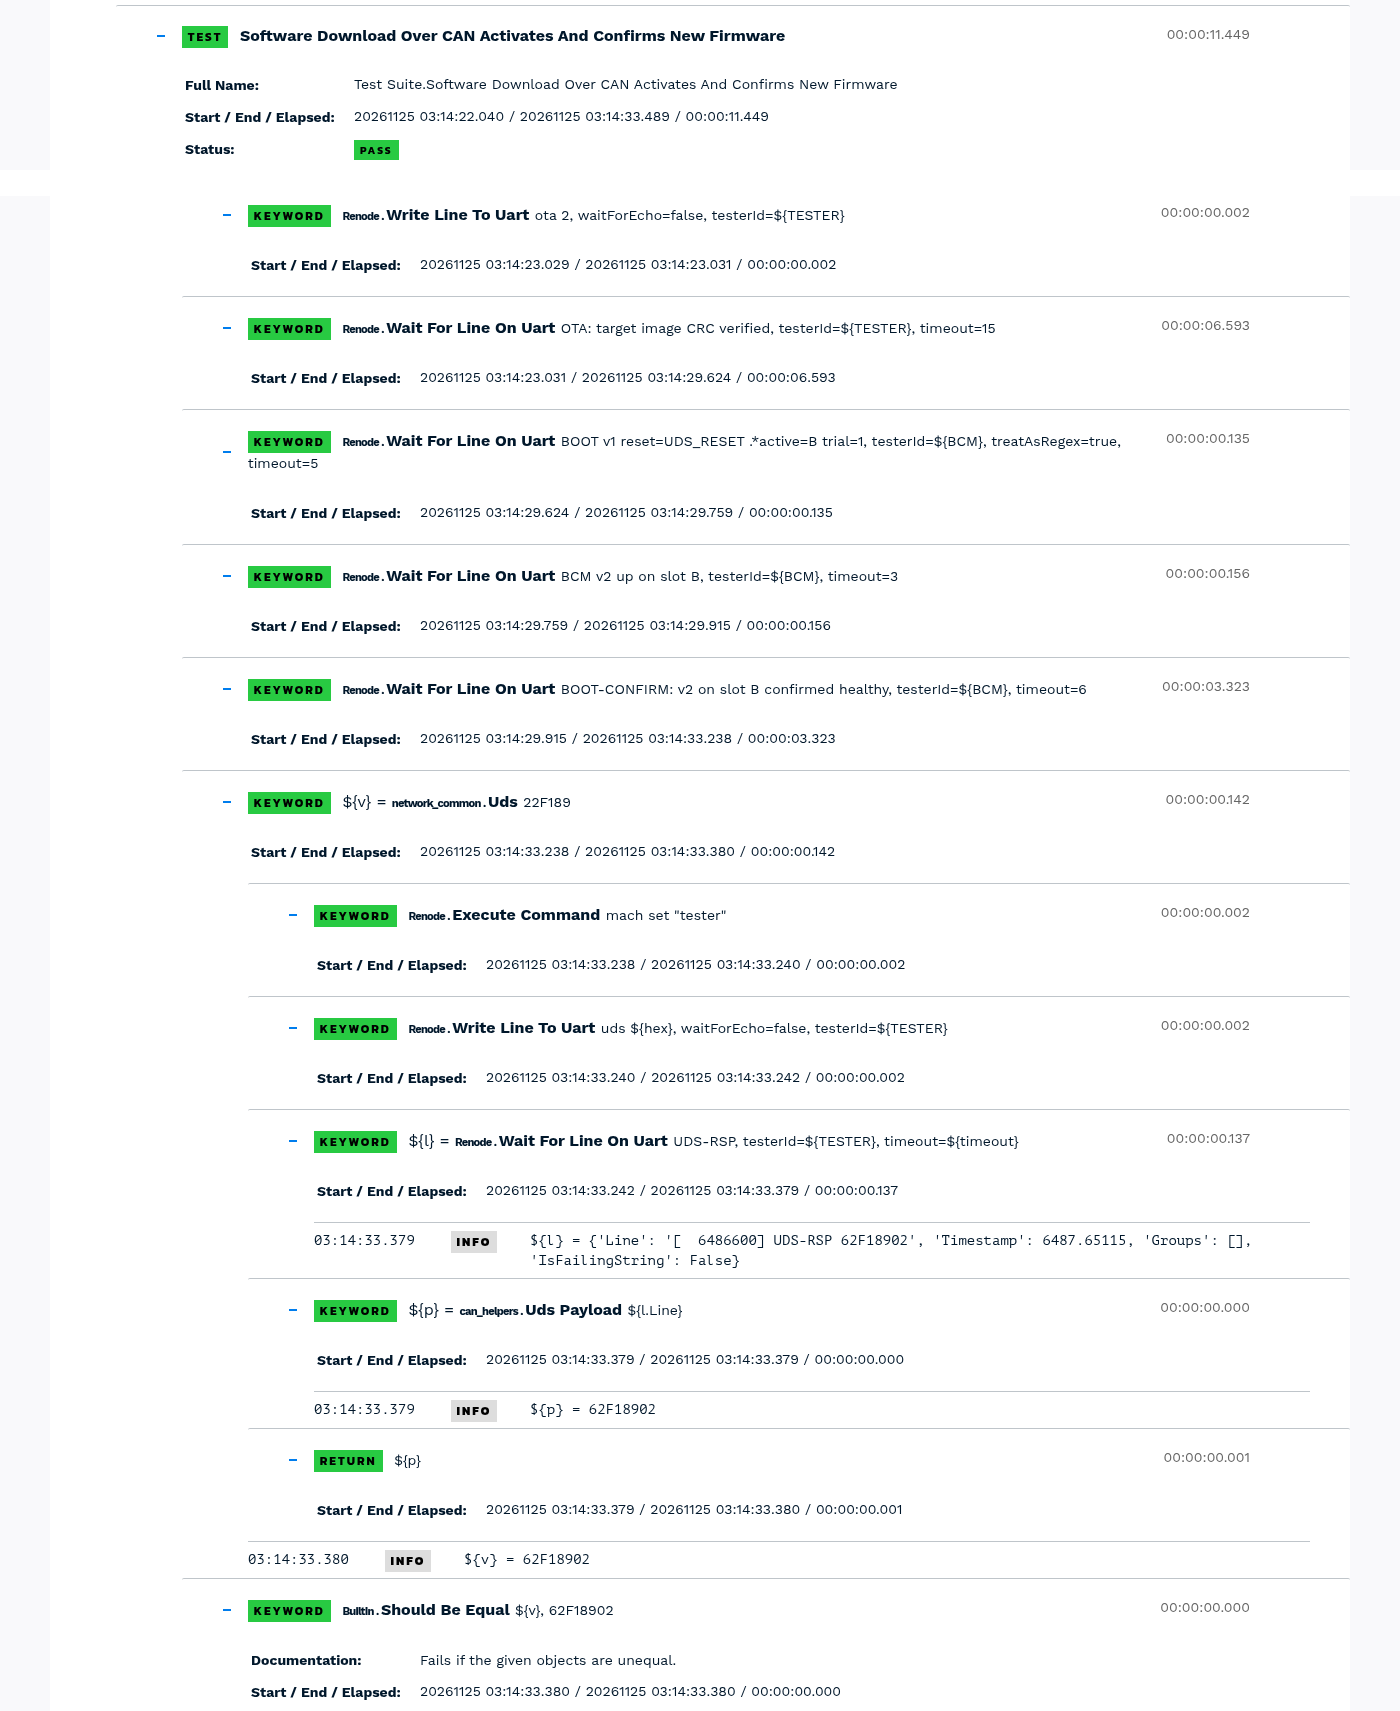 TEST Software Download Over CAN Activates And Confirms New Firmware 00:00:11.449
Full Name: Test Suite.Software Download Over CAN Activates And Confirms New Firmware
Start / End / Elapsed: 20261125 03:14:22.040 / 20261125 03:14:33.489 / 00:00:11.449
Status: PASS
KEYWORD Renode.Write Line To Uart ota 2, waitForEcho=false, testerId=${TESTER} 00:00:00.002
Start / End / Elapsed: 20261125 03:14:23.029 / 20261125 03:14:23.031 / 00:00:00.002
KEYWORD Renode.Wait For Line On Uart OTA: target image CRC verified, testerId=${TESTER}, timeout=15 00:00:06.593
Start / End / Elapsed: 20261125 03:14:23.031 / 20261125 03:14:29.624 / 00:00:06.593
KEYWORD Renode.Wait For Line On Uart BOOT v1 reset=UDS_RESET .*active=B trial=1, testerId=${BCM}, treatAsRegex=true, 00:00:00.135
timeout=5
Start / End / Elapsed: 20261125 03:14:29.624 / 20261125 03:14:29.759 / 00:00:00.135
KEYWORD Renode.Wait For Line On Uart BCM v2 up on slot B, testerId=${BCM}, timeout=3 00:00:00.156
Start / End / Elapsed: 20261125 03:14:29.759 / 20261125 03:14:29.915 / 00:00:00.156
KEYWORD Renode.Wait For Line On Uart BOOT-CONFIRM: v2 on slot B confirmed healthy, testerId=${BCM}, timeout=6 00:00:03.323
Start / End / Elapsed: 20261125 03:14:29.915 / 20261125 03:14:33.238 / 00:00:03.323
KEYWORD ${v} = network_common.Uds 22F189 00:00:00.142
Start / End / Elapsed: 20261125 03:14:33.238 / 20261125 03:14:33.380 / 00:00:00.142
KEYWORD Renode.Execute Command mach set "tester" 00:00:00.002
Start / End / Elapsed: 20261125 03:14:33.238 / 20261125 03:14:33.240 / 00:00:00.002
KEYWORD Renode.Write Line To Uart uds ${hex}, waitForEcho=false, testerId=${TESTER} 00:00:00.002
Start / End / Elapsed: 20261125 03:14:33.240 / 20261125 03:14:33.242 / 00:00:00.002
KEYWORD ${l} = Renode.Wait For Line On Uart UDS-RSP, testerId=${TESTER}, timeout=${timeout} 00:00:00.137
Start / End / Elapsed: 20261125 03:14:33.242 / 20261125 03:14:33.379 / 00:00:00.137
03:14:33.379 INFO ${l} = {'Line': '[  6486600] UDS-RSP 62F18902', 'Timestamp': 6487.65115, 'Groups': [],
'IsFailingString': False}
KEYWORD ${p} = can_helpers.Uds Payload ${l.Line} 00:00:00.000
Start / End / Elapsed: 20261125 03:14:33.379 / 20261125 03:14:33.379 / 00:00:00.000
03:14:33.379 INFO ${p} = 62F18902
RETURN ${p} 00:00:00.001
Start / End / Elapsed: 20261125 03:14:33.379 / 20261125 03:14:33.380 / 00:00:00.001
03:14:33.380 INFO ${v} = 62F18902
KEYWORD BuiltIn.Should Be Equal ${v}, 62F18902 00:00:00.000
Documentation: Fails if the given objects are unequal.
Start / End / Elapsed: 20261125 03:14:33.380 / 20261125 03:14:33.380 / 00:00:00.000